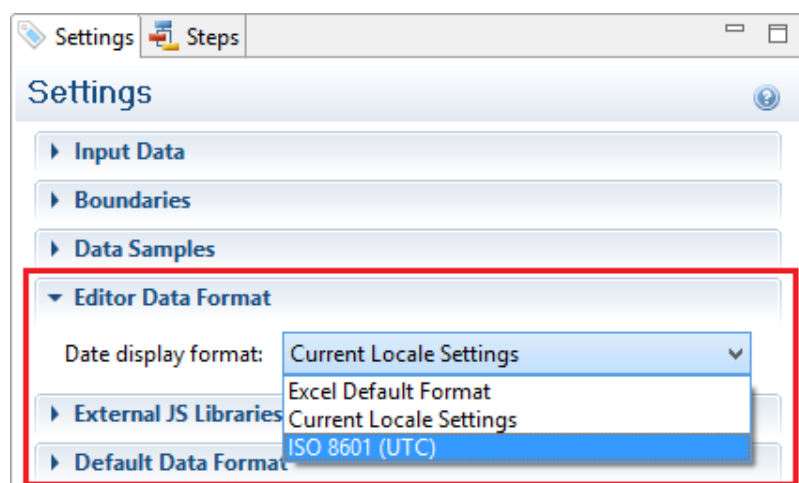 Settings Steps
Settings
Input Data
Boundaries
Data Samples
Editor Data Format
Date display format: Current Locale Settings
Excel Default Format
External JS Libraries Current Locale Settings
ISO 8601 (UTC)
Default Data Format